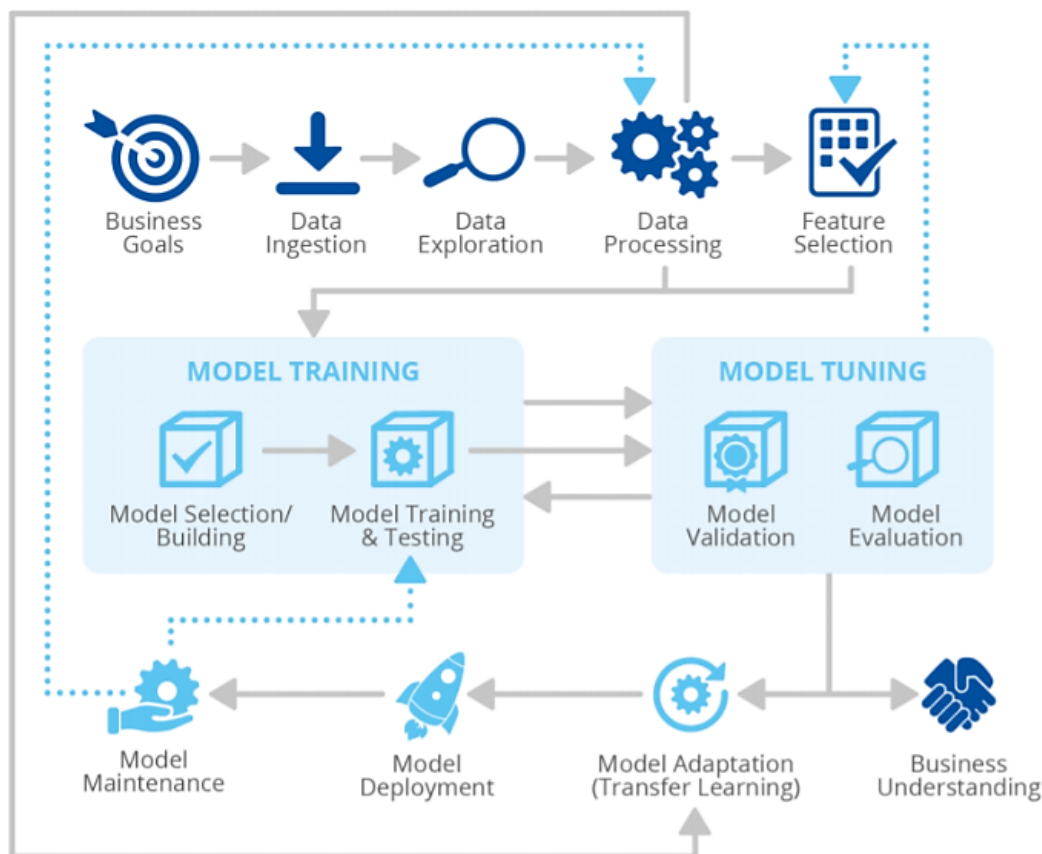 Business
Goals
Data
Ingestion
Data
Exploration
Data
Processing
Feature
Selection
MODEL TRAINING
Model Selection/
Building
Model Training
& Testing
MODEL TUNING
Model
Validation
Model
Evaluation
Model
Maintenance
Model
Deployment
Model Adaptation
(Transfer Learning)
Business
Understanding